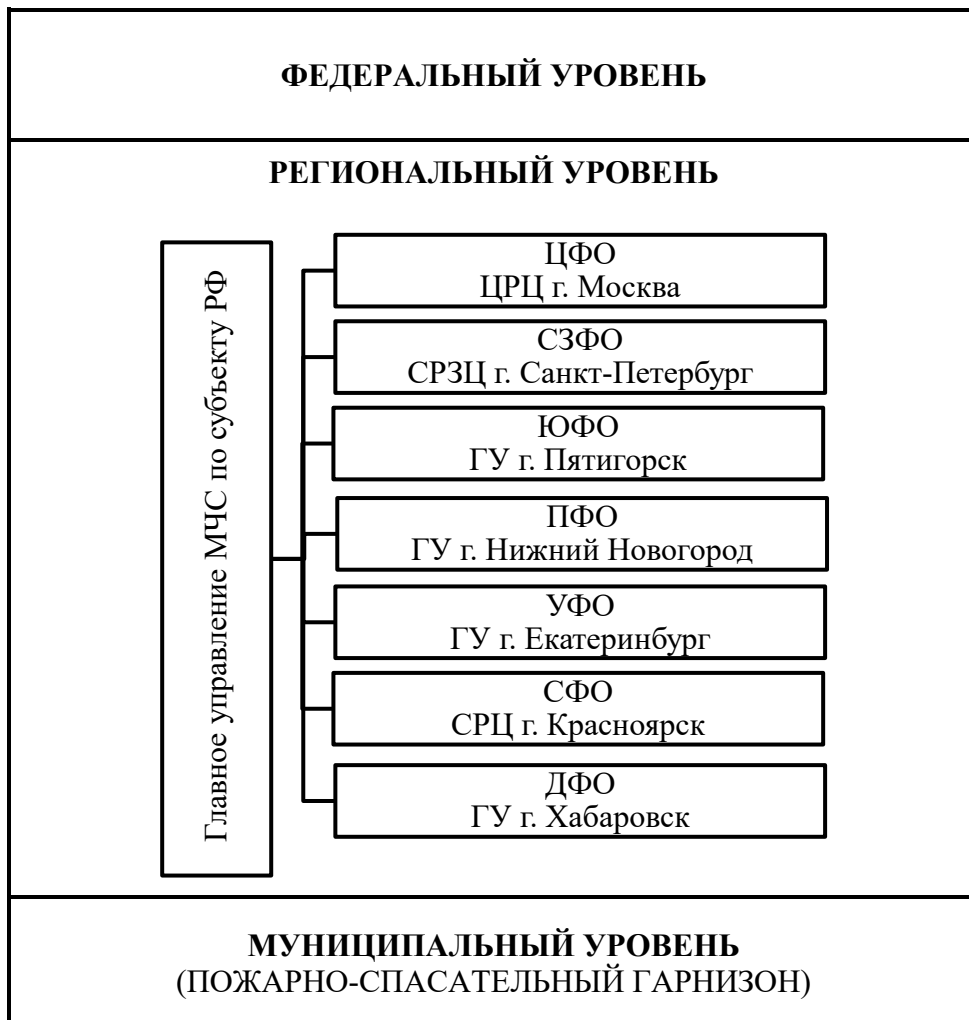 ФЕДЕРАЛЬНЫЙ УРОВЕНЬ
РЕГИОНАЛЬНЫЙ УРОВЕНЬ
Главное управление МЧС по субъекту РФ
ЦФО
ЦРЦ г. Москва
СЗФО
СРЗЦ г. Санкт-Петербург
ЮФО
ГУ г. Пятигорск
ПФО
ГУ г. Нижний Новогород
УФО
ГУ г. Екатеринбург
СФО
СРЦ г. Красноярск
ДФО
ГУ г. Хабаровск
МУНИЦИПАЛЬНЫЙ УРОВЕНЬ
(ПОЖАРНО-СПАСАТЕЛЬНЫЙ ГАРНИЗОН)